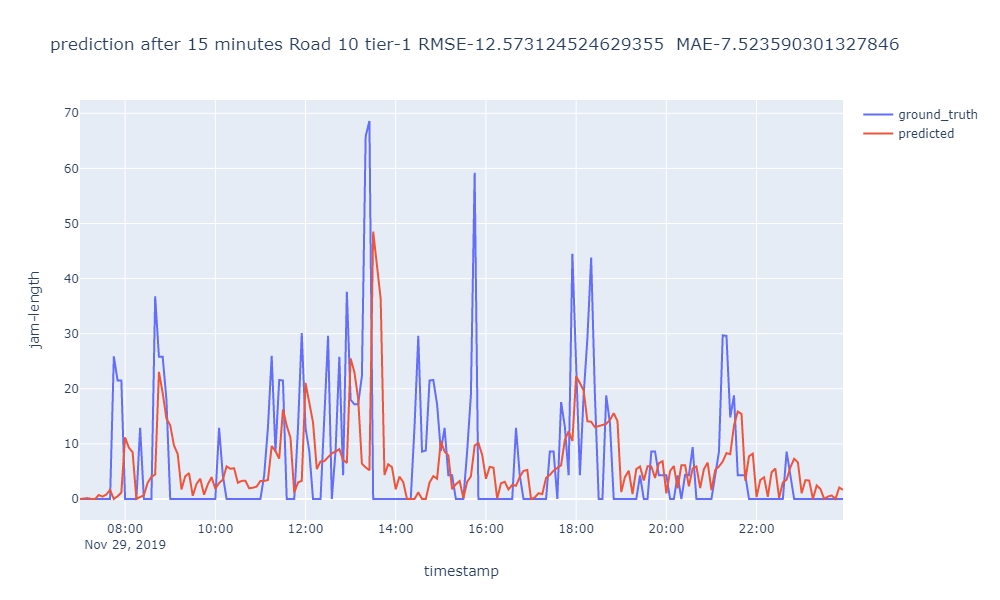 prediction after 15 minutes Road 10 tier-1 RMSE-12.573124524629355  MAE-7.523590301327846
ground_truth
predicted
70
60
50
40
30
20
10
0
jam-length
08:00 10:00 12:00 14:00 16:00 18:00 20:00 22:00
Nov 29, 2019
timestamp